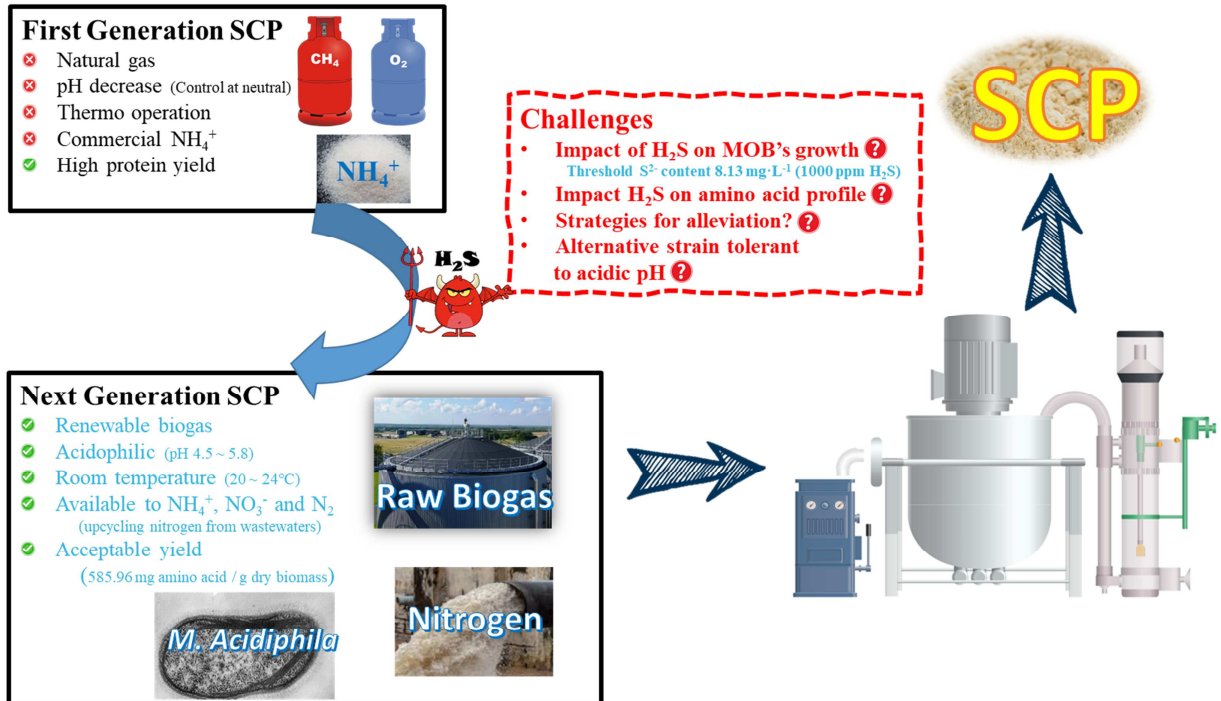 First Generation SCP
Natural gas
pH decrease (Control at neutral)
Thermo operation
Commercial NH₄⁺
High protein yield
CH₄
O₂
NH₄⁺
H₂S
Challenges
• Impact of H₂S on MOB's growth ?
Threshold S²⁻ content 8.13 mg·L⁻¹ (1000 ppm H₂S)
• Impact H₂S on amino acid profile ?
• Strategies for alleviation? ?
• Alternative strain tolerant
to acidic pH ?
SCP
Next Generation SCP
Renewable biogas
Acidophilic (pH 4.5 ~ 5.8)
Room temperature (20 ~ 24℃)
Available to NH₄⁺, NO₃⁻ and N₂
(upcycling nitrogen from wastewaters)
Acceptable yield
(585.96 mg amino acid / g dry biomass)
Raw Biogas
M. Acidiphila
Nitrogen